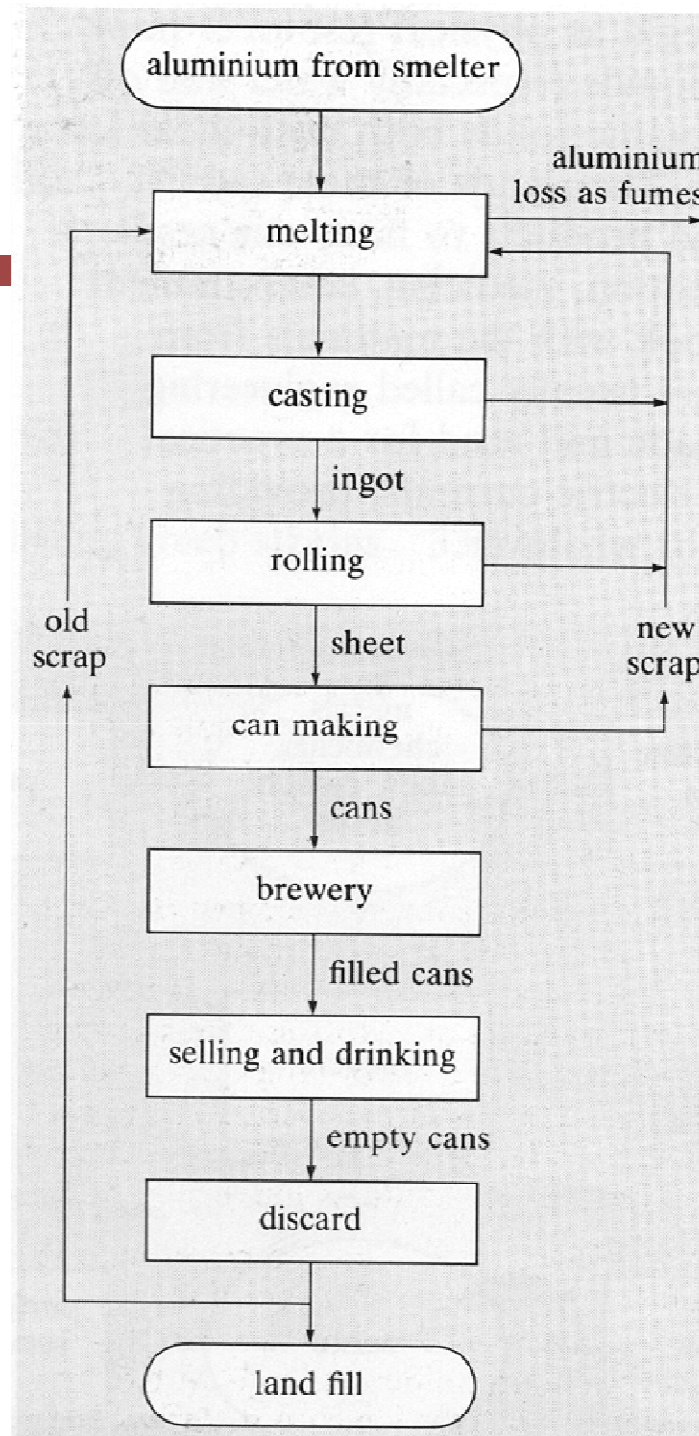 aluminium from smelter
aluminium
loss as fumes
melting
casting
ingot
rolling
old
scrap
sheet
new
scrap
can making
cans
brewery
filled cans
selling and drinking
empty cans
discard
land fill